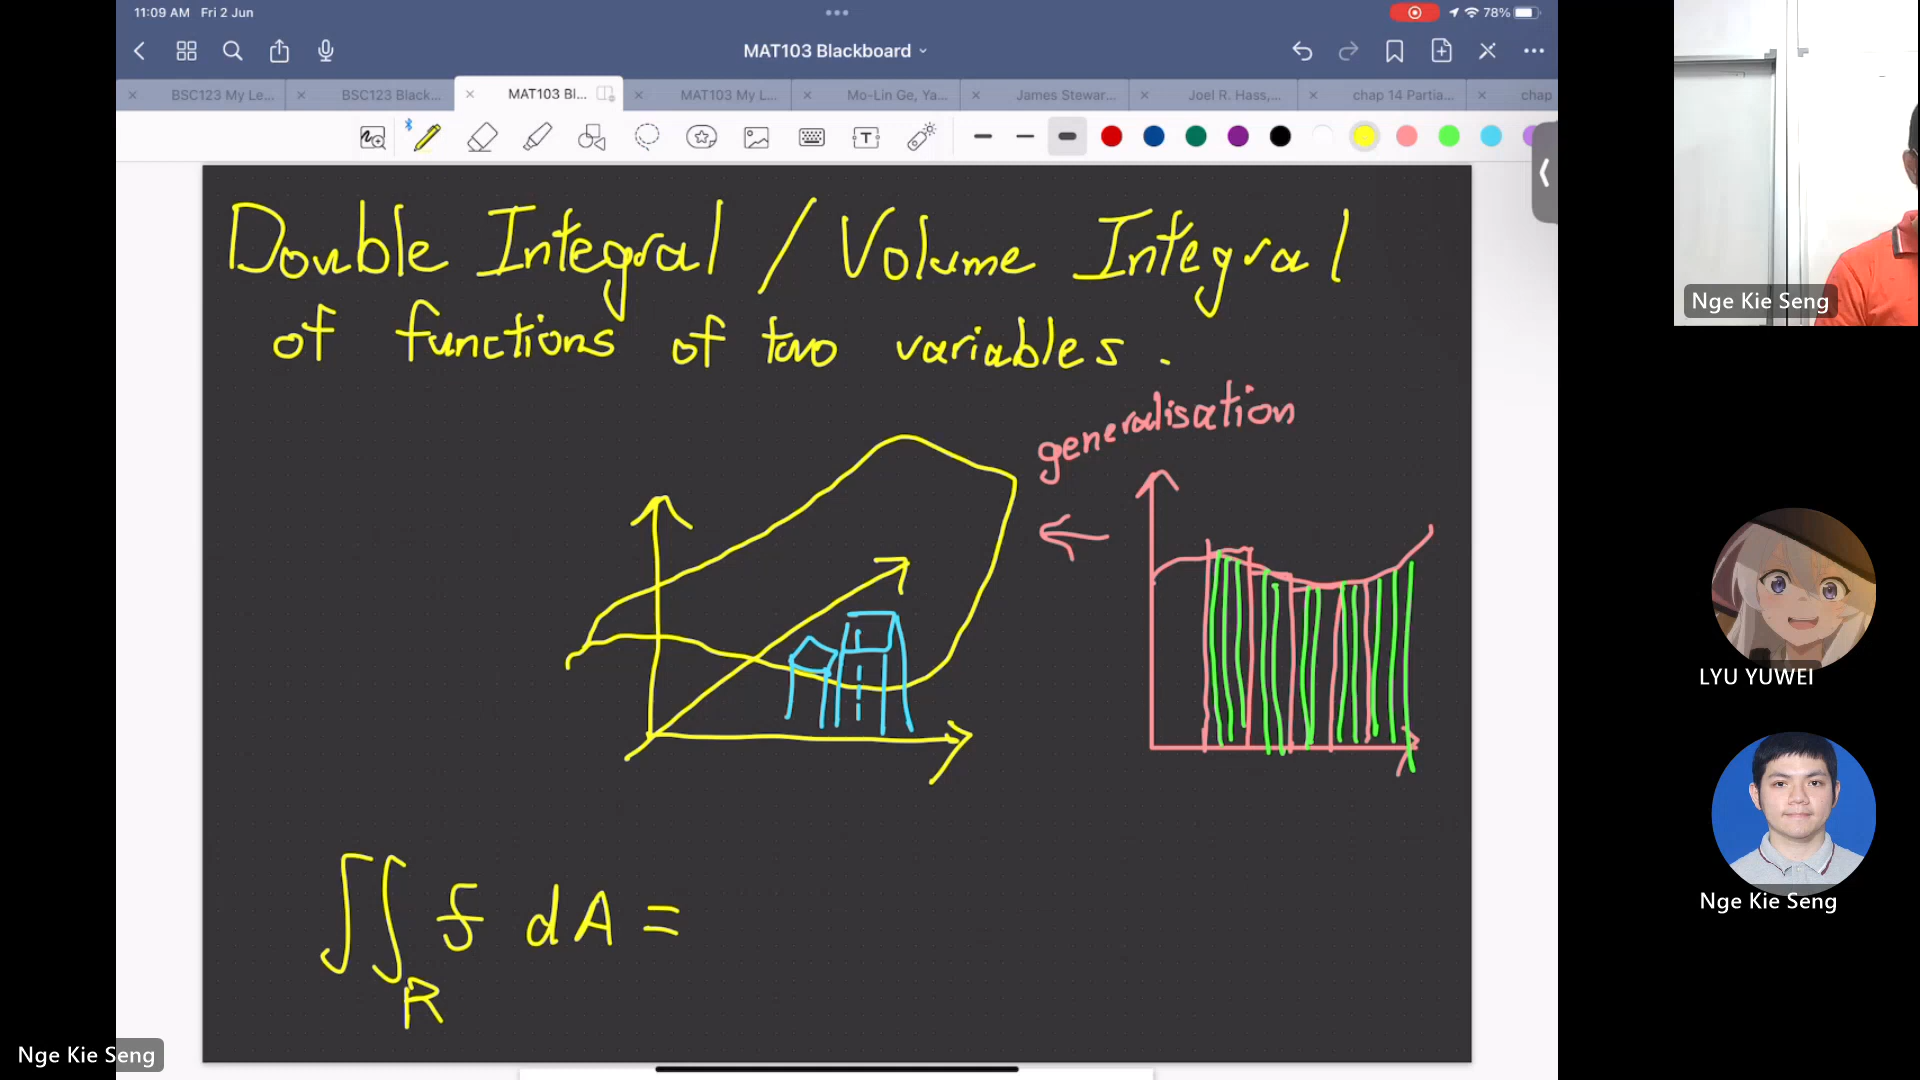 11:09 AM Fri 2 Jun
78%
MAT103 Blackboard
BSC123 My Le...
BSC123 Black...
MAT103 Bl...
MAT103 My L...
Mo-Lin Ge, Ya...
James Stewar...
Joel R. Hass,...
chap 14 Partia...
chap
Double Integral / Volume Integral
of functions of two variables.
generalisation
∬_R f dA =
Nge Kie Seng
LYU YUWEI
Nge Kie Seng
Nge Kie Seng